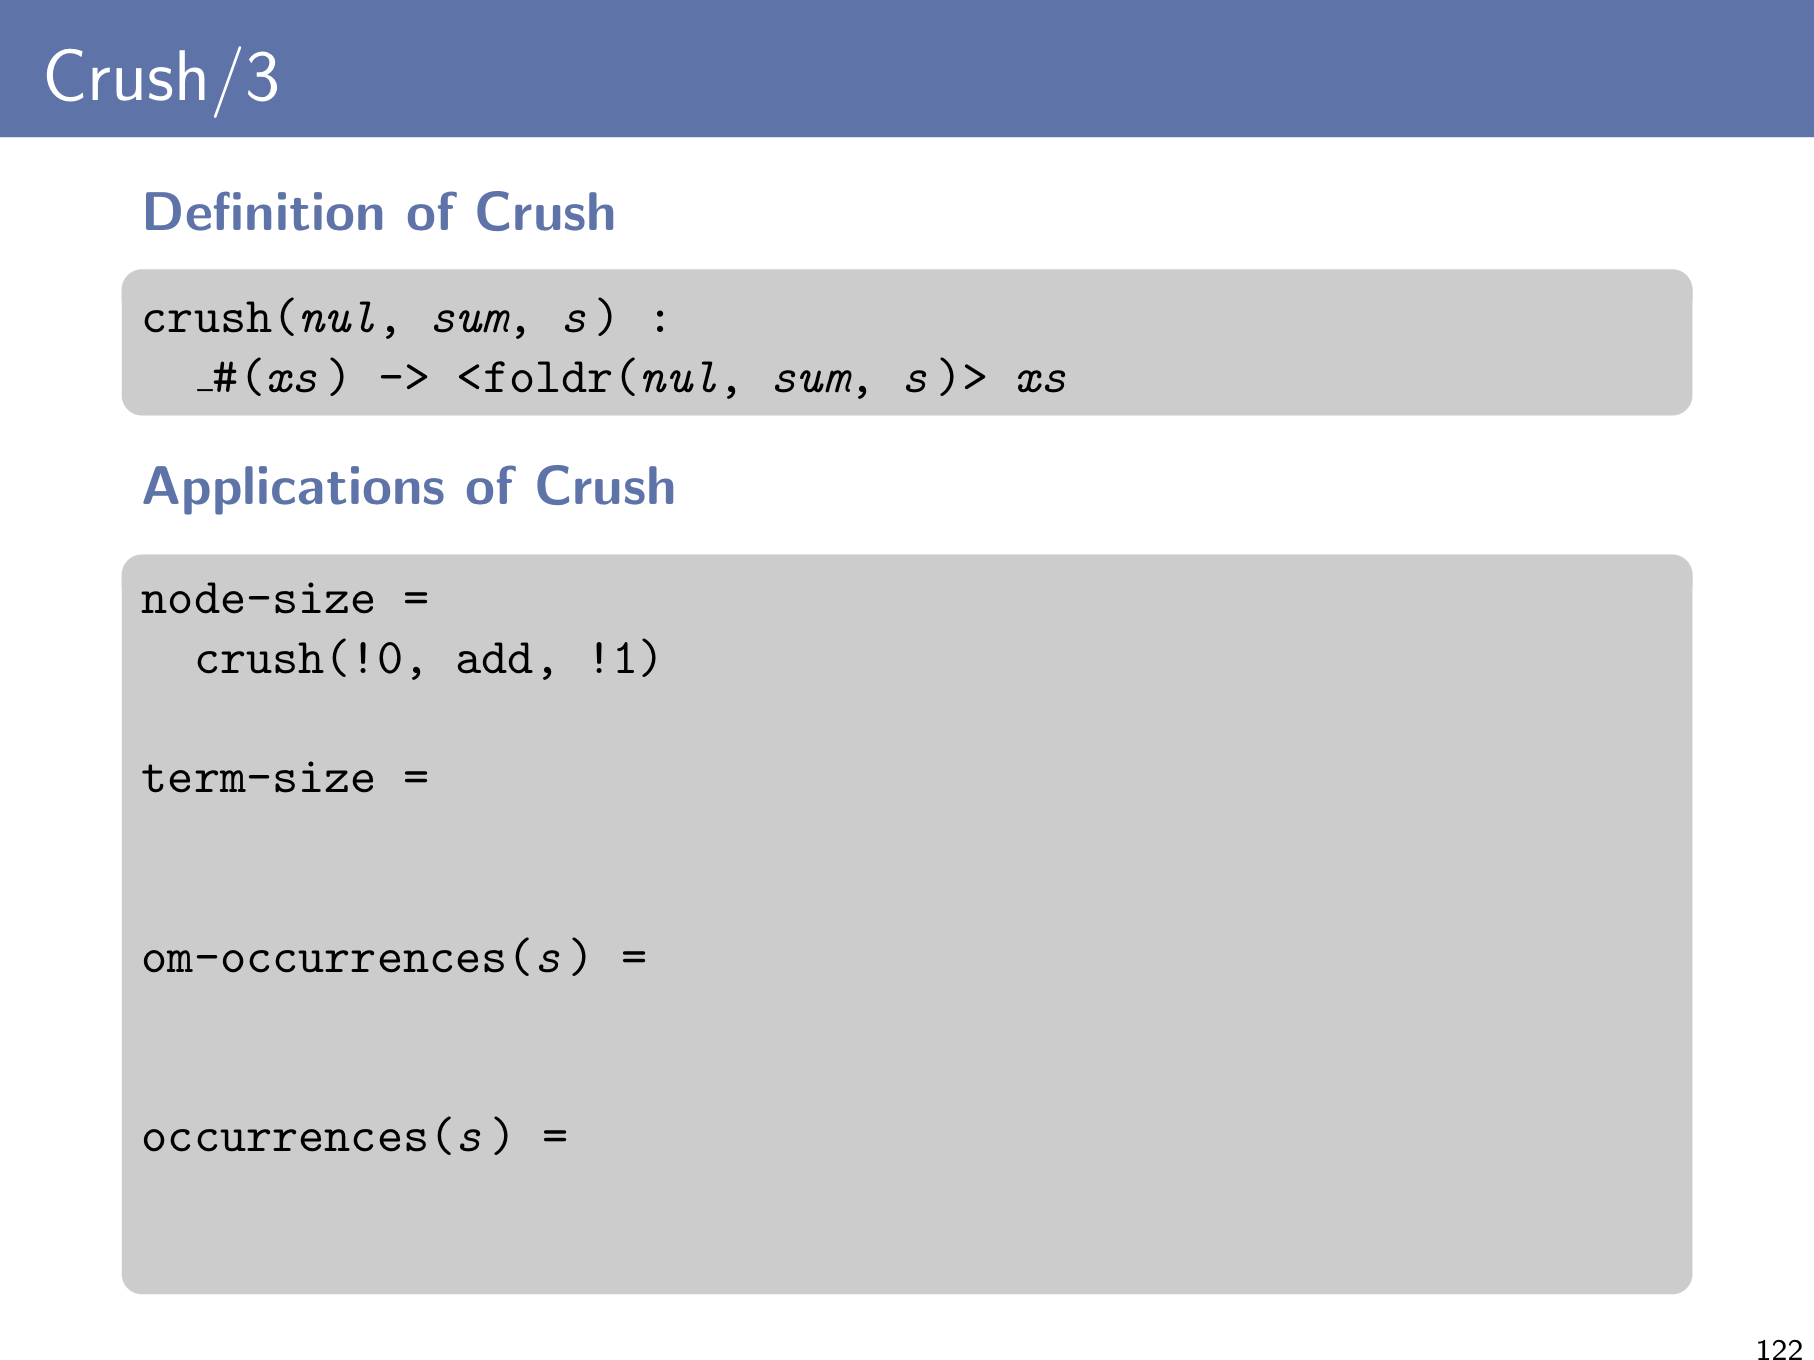 Crush/3
Definition of Crush
crush(nul, sum, s) :
  _#(xs) -> <foldr(nul, sum, s)> xs
Applications of Crush
node-size =
  crush(!0, add, !1)
term-size =
om-occurrences(s) =
occurrences(s) =
122